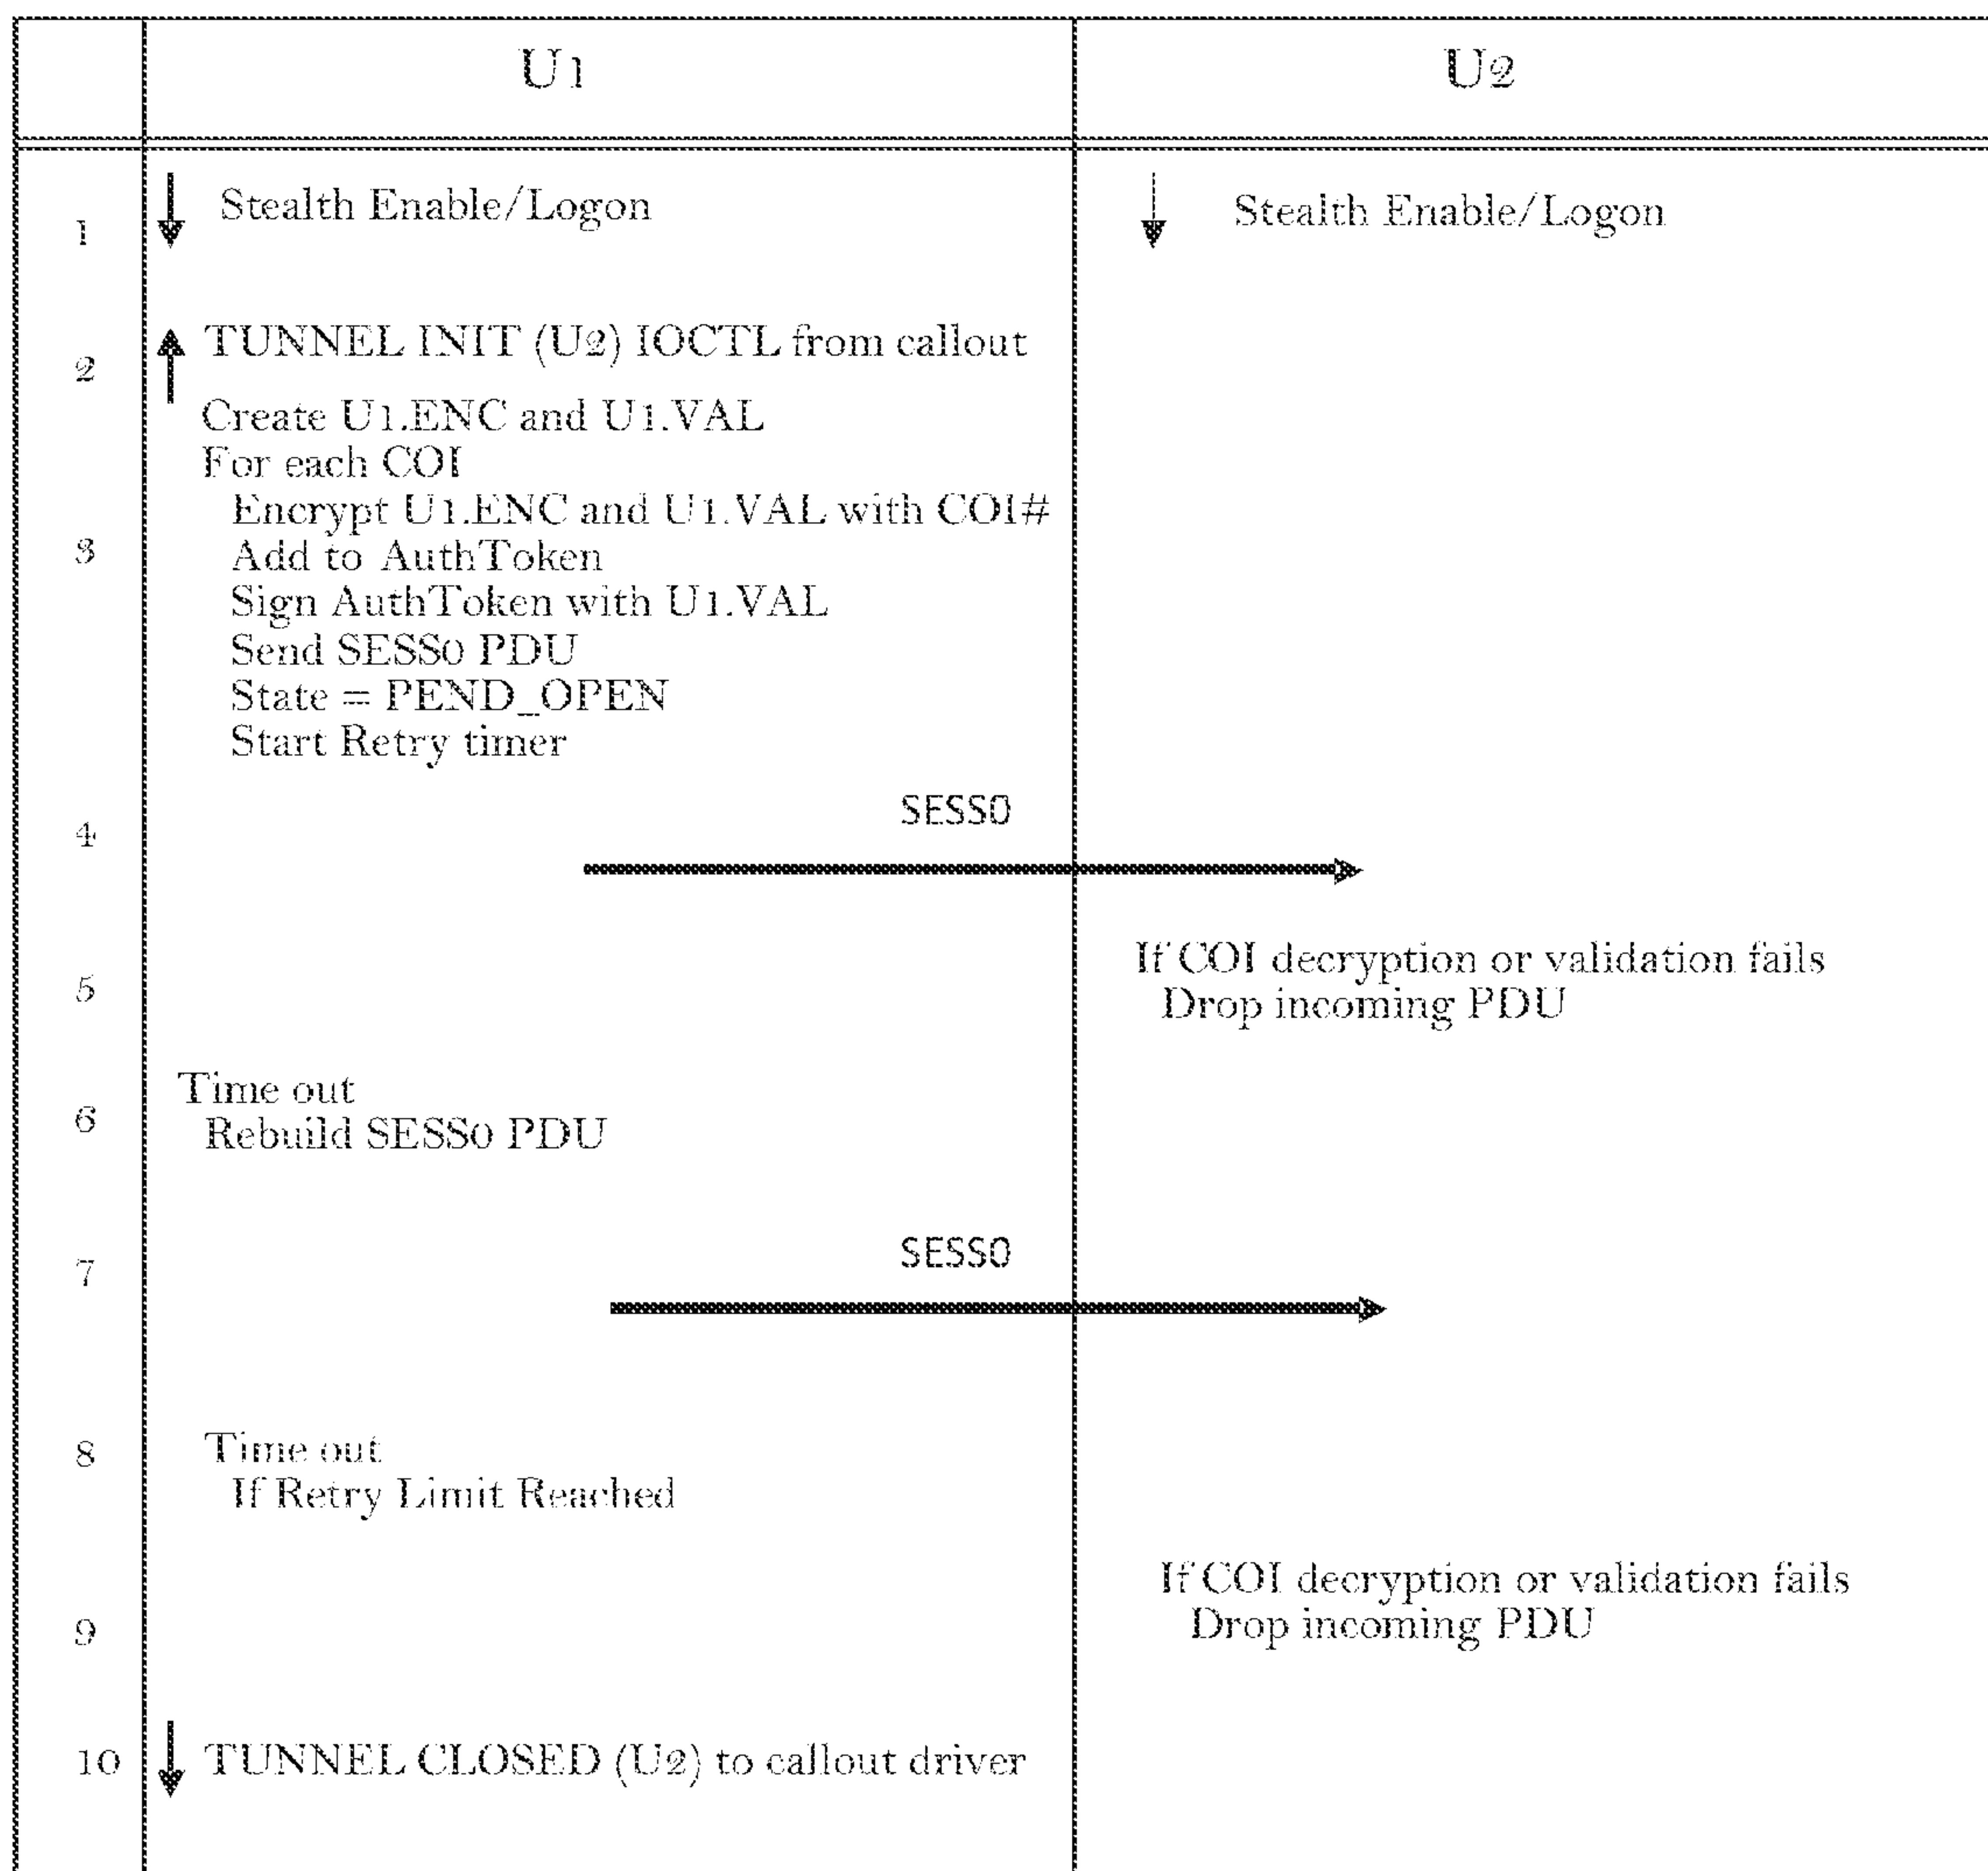 U1 U2
1 Stealth Enable/Logon Stealth Enable/Logon
2 TUNNEL INIT (U2) IOCTL from callout
Create U1.ENC and U1.VAL
For each COI
Encrypt U1.ENC and U1.VAL with COI#
3 Add to AuthToken
Sign AuthToken with U1.VAL
Send SESS0 PDU
State = PEND_OPEN
Start Retry timer
4 SESS0
If COI decryption or validation fails
5 Drop incoming PDU
Time out
6 Rebuild SESS0 PDU
7 SESS0
8 Time out
If Retry Limit Reached
If COI decryption or validation fails
9 Drop incoming PDU
10 TUNNEL CLOSED (U2) to callout driver